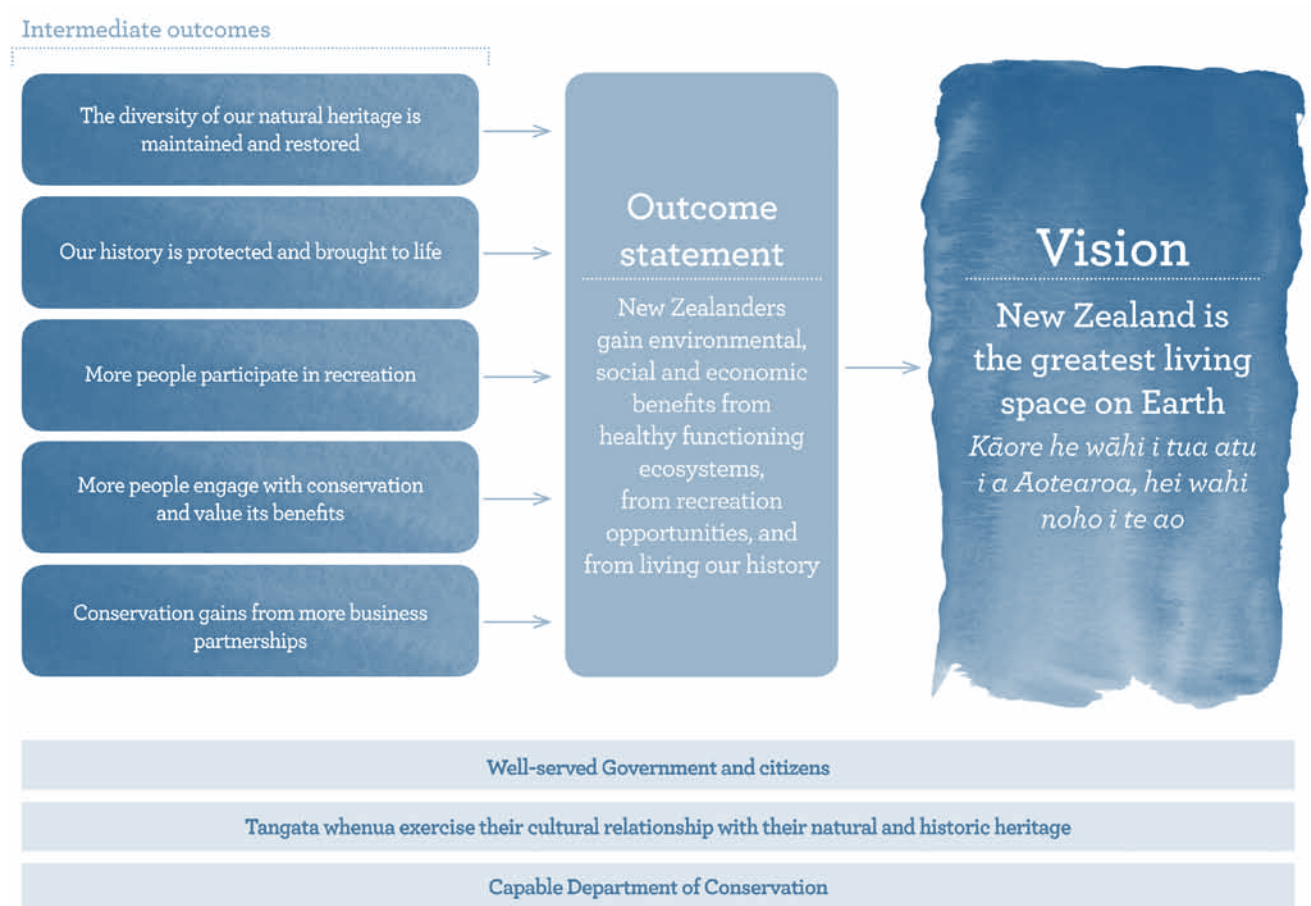 Intermediate outcomes
The diversity of our natural heritage is
maintained and restored
Our history is protected and brought to life
More people participate in recreation
More people engage with conservation
and value its benefits
Conservation gains from more business
partnerships
Outcome
statement
New Zealanders
gain environmental,
social and economic
benefits from
healthy functioning
ecosystems,
from recreation
opportunities, and
from living our history
Vision
New Zealand is
the greatest living
space on Earth
Kāore he wāhi i tua atu
i a Aotearoa, hei wahi
noho i te ao
Well-served Government and citizens
Tangata whenua exercise their cultural relationship with their natural and historic heritage
Capable Department of Conservation